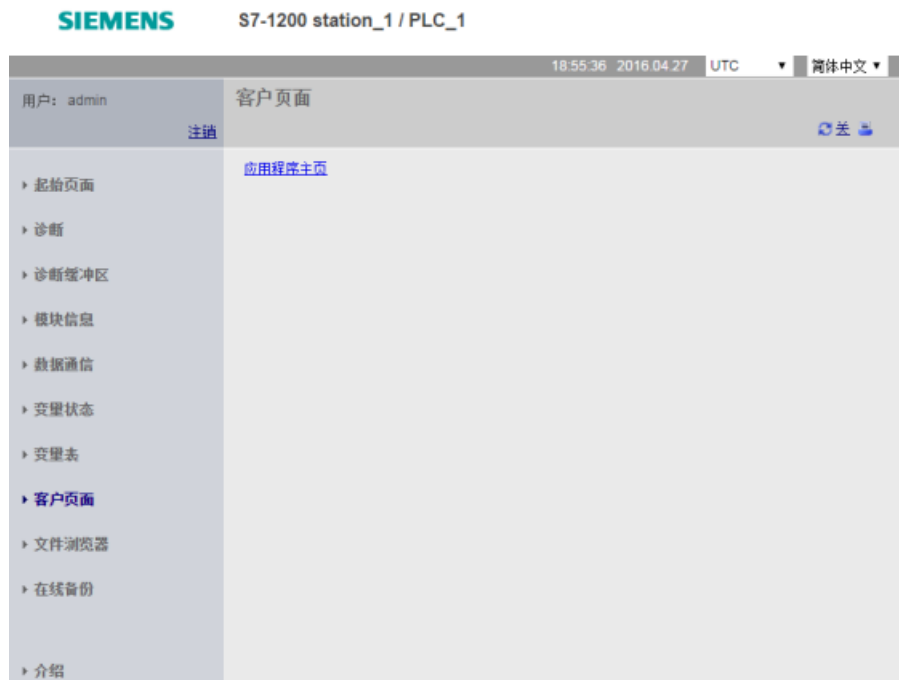 SIEMENS S7-1200 station_1 / PLC_1
18:55:36 2016.04.27 UTC 简体中文
用户: admin
注销
客户页面
关
应用程序主页
起始页面
诊断
诊断缓冲区
模块信息
数据通信
变量状态
变量表
客户页面
文件浏览器
在线备份
介绍